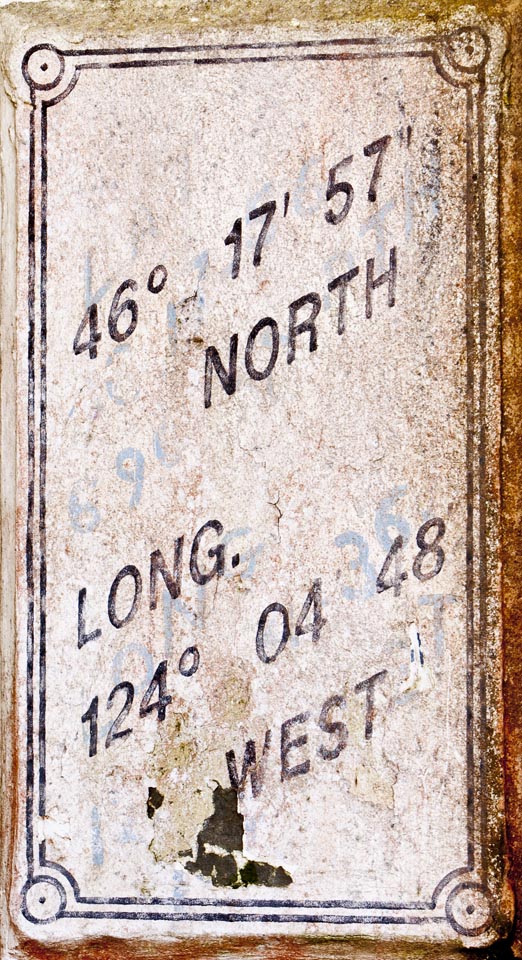 46° 17' 57"
NORTH
LONG.
124° 04' 48
WEST